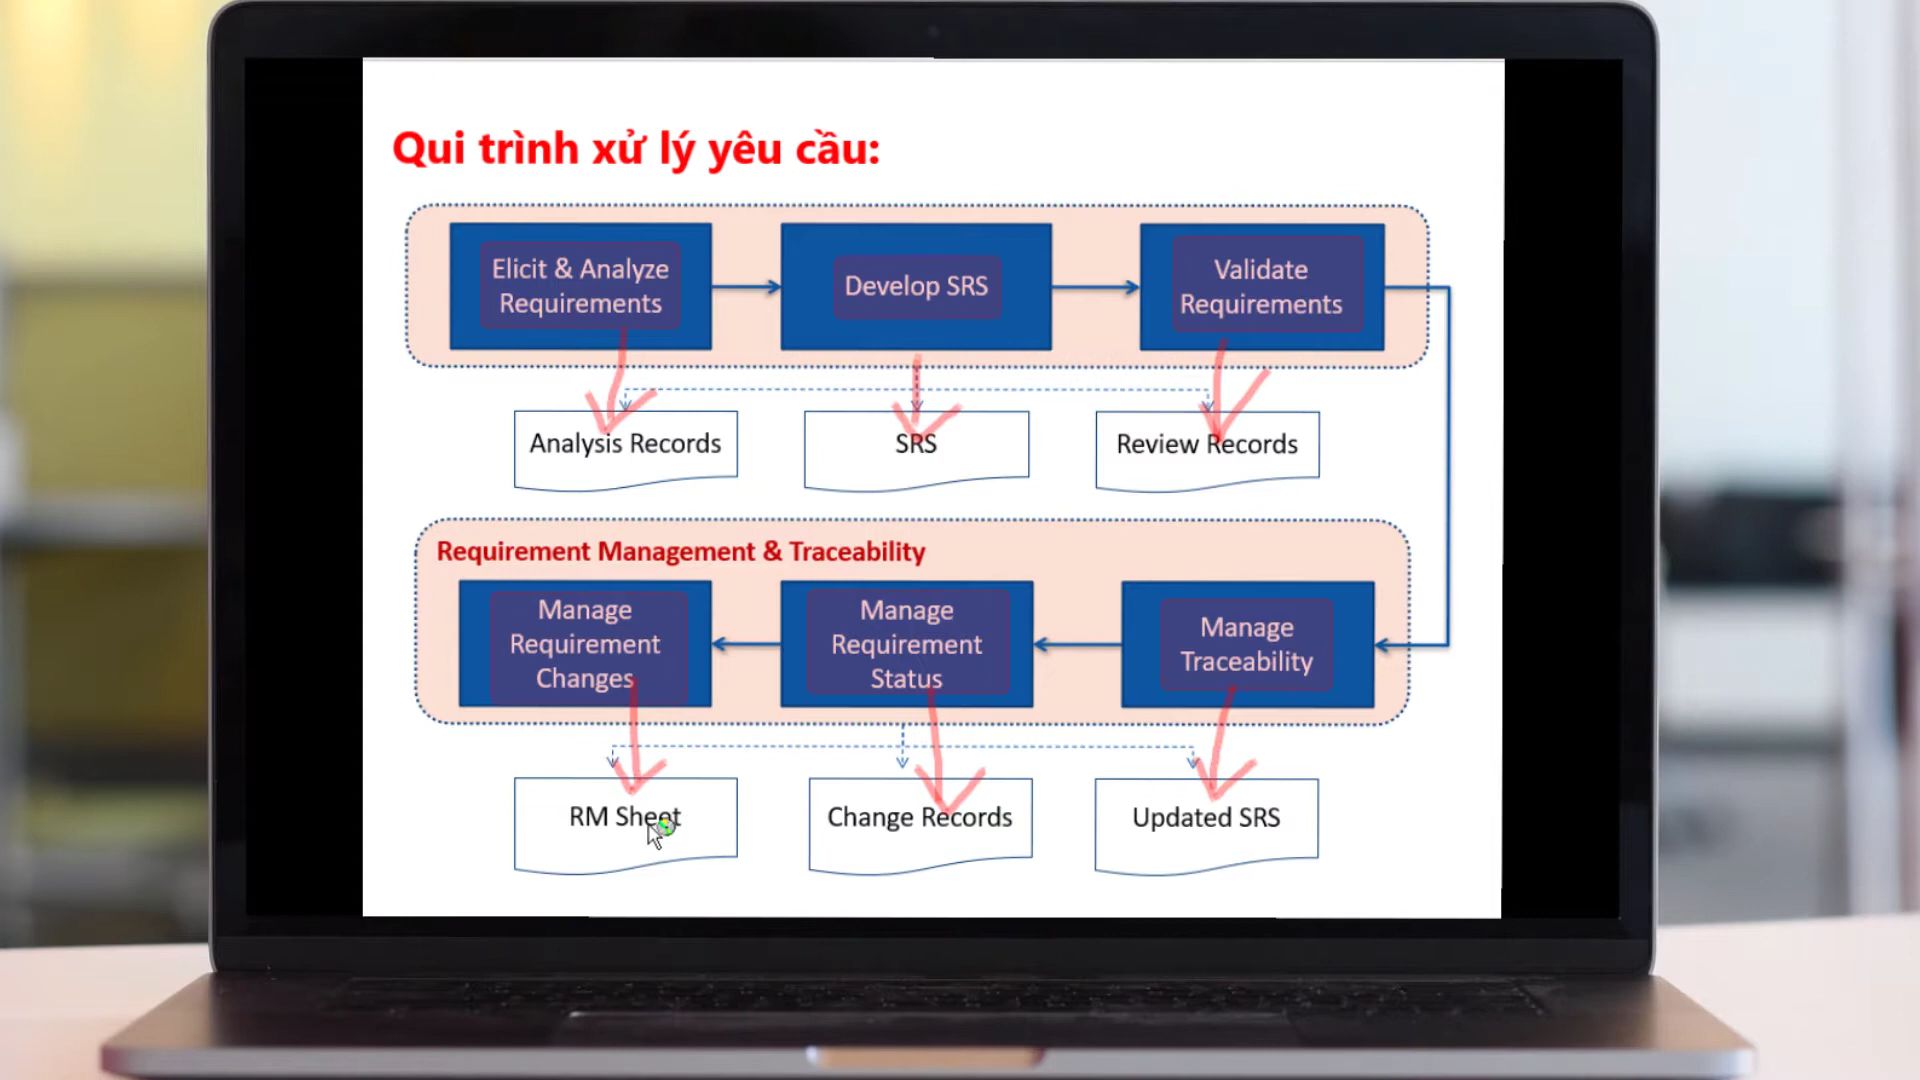 Qui trình xử lý yêu cầu:
Elicit & Analyze
Requirements
Develop SRS
Validate
Requirements
Analysis Records
SRS
Review Records
Requirement Management & Traceability
Manage
Requirement
Changes
Manage
Requirement
Status
Manage
Traceability
RM Sheet
Change Records
Updated SRS